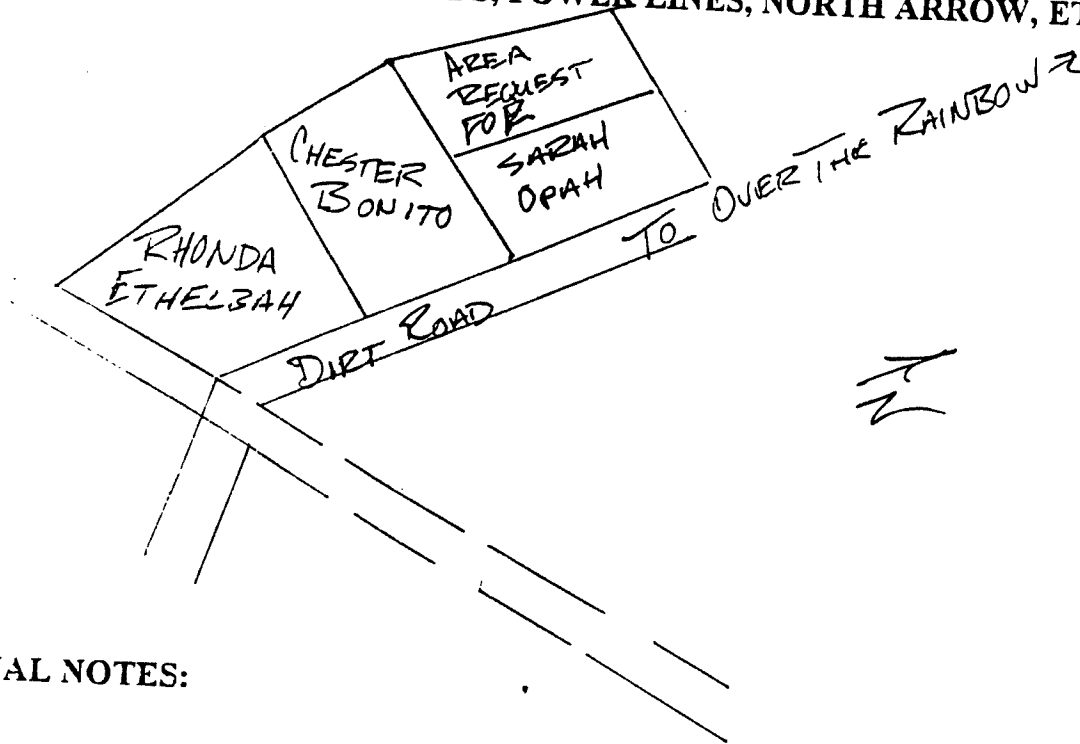 POWER LINES, NORTH ARROW, ET
AREA
REQUEST
FOR
SARAH
OPAH
CHESTER
BONITO
RHONDA
ETHELBAH
DIRT ROAD TO OVER THE RAINBOW
N
NAL NOTES: